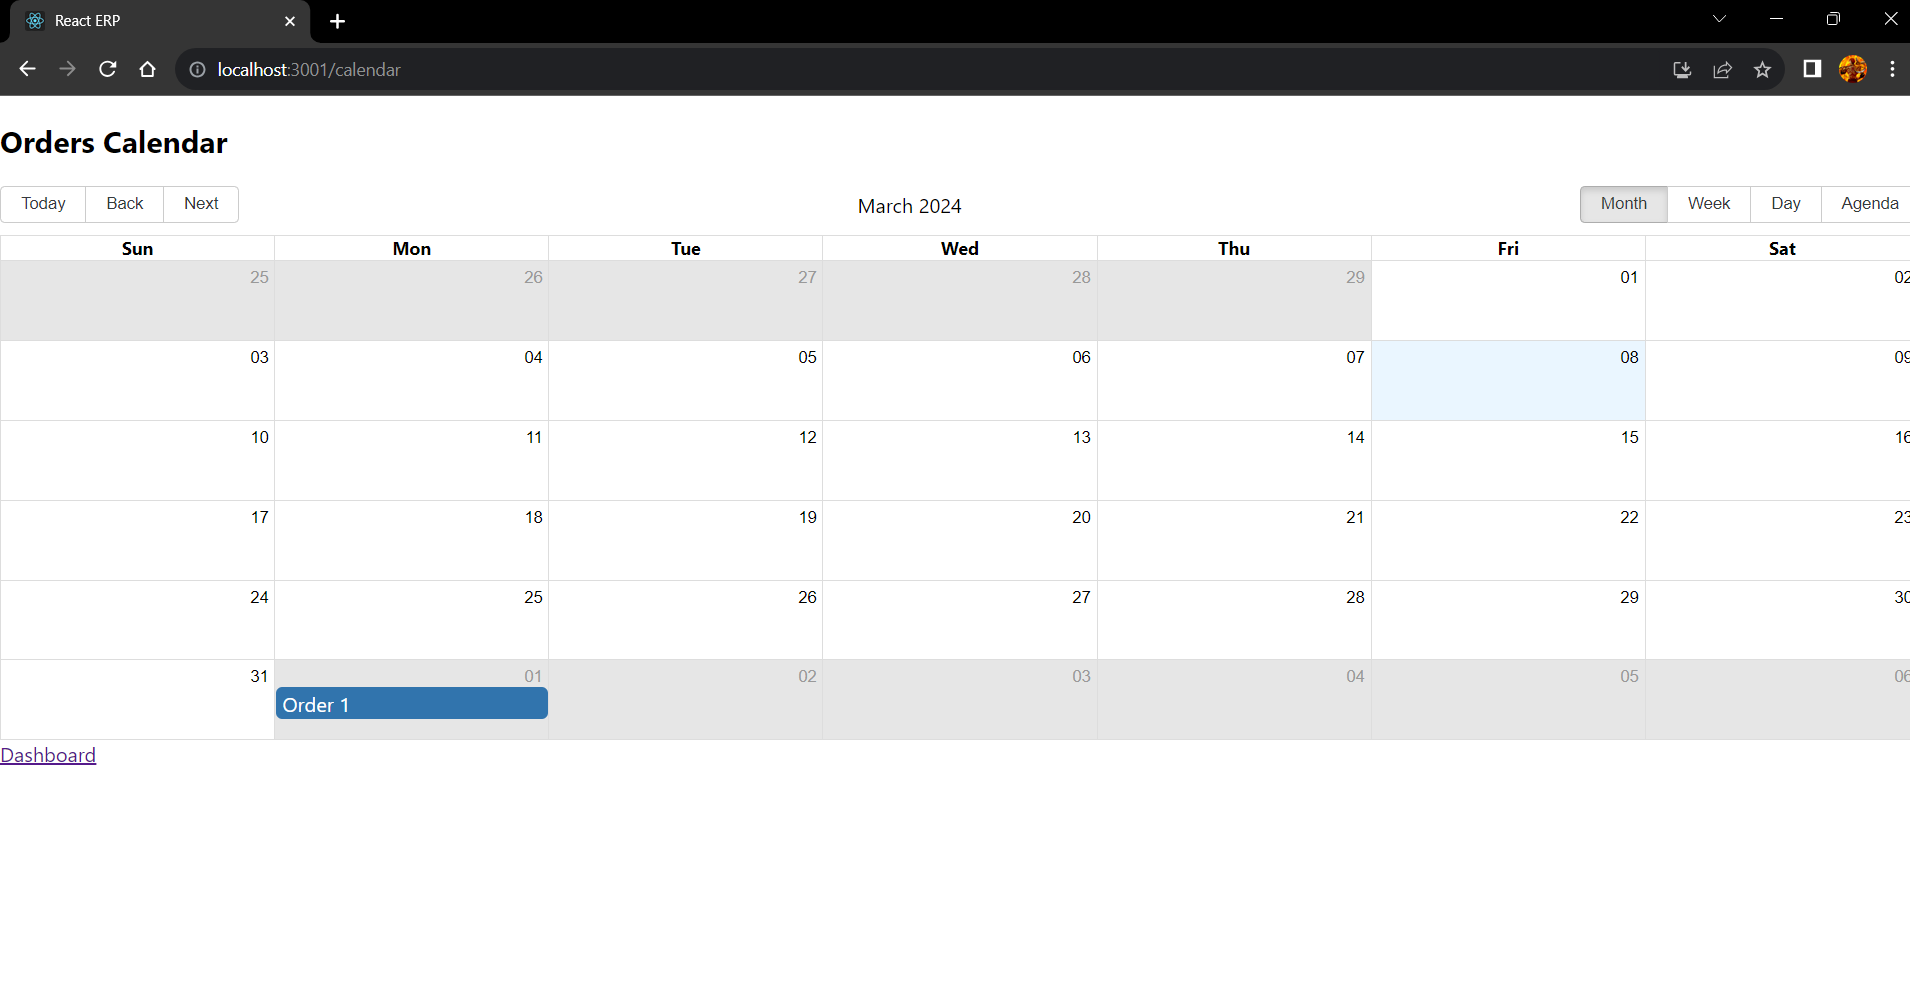 React ERP
localhost:3001/calendar
Orders Calendar
Today Back Next March 2024 Month Week Day Agenda
Sun Mon Tue Wed Thu Fri Sat
25 26 27 28 29 01 02
03 04 05 06 07 08 09
10 11 12 13 14 15 16
17 18 19 20 21 22 23
24 25 26 27 28 29 30
31 01 02 03 04 05 06
Order 1
Dashboard